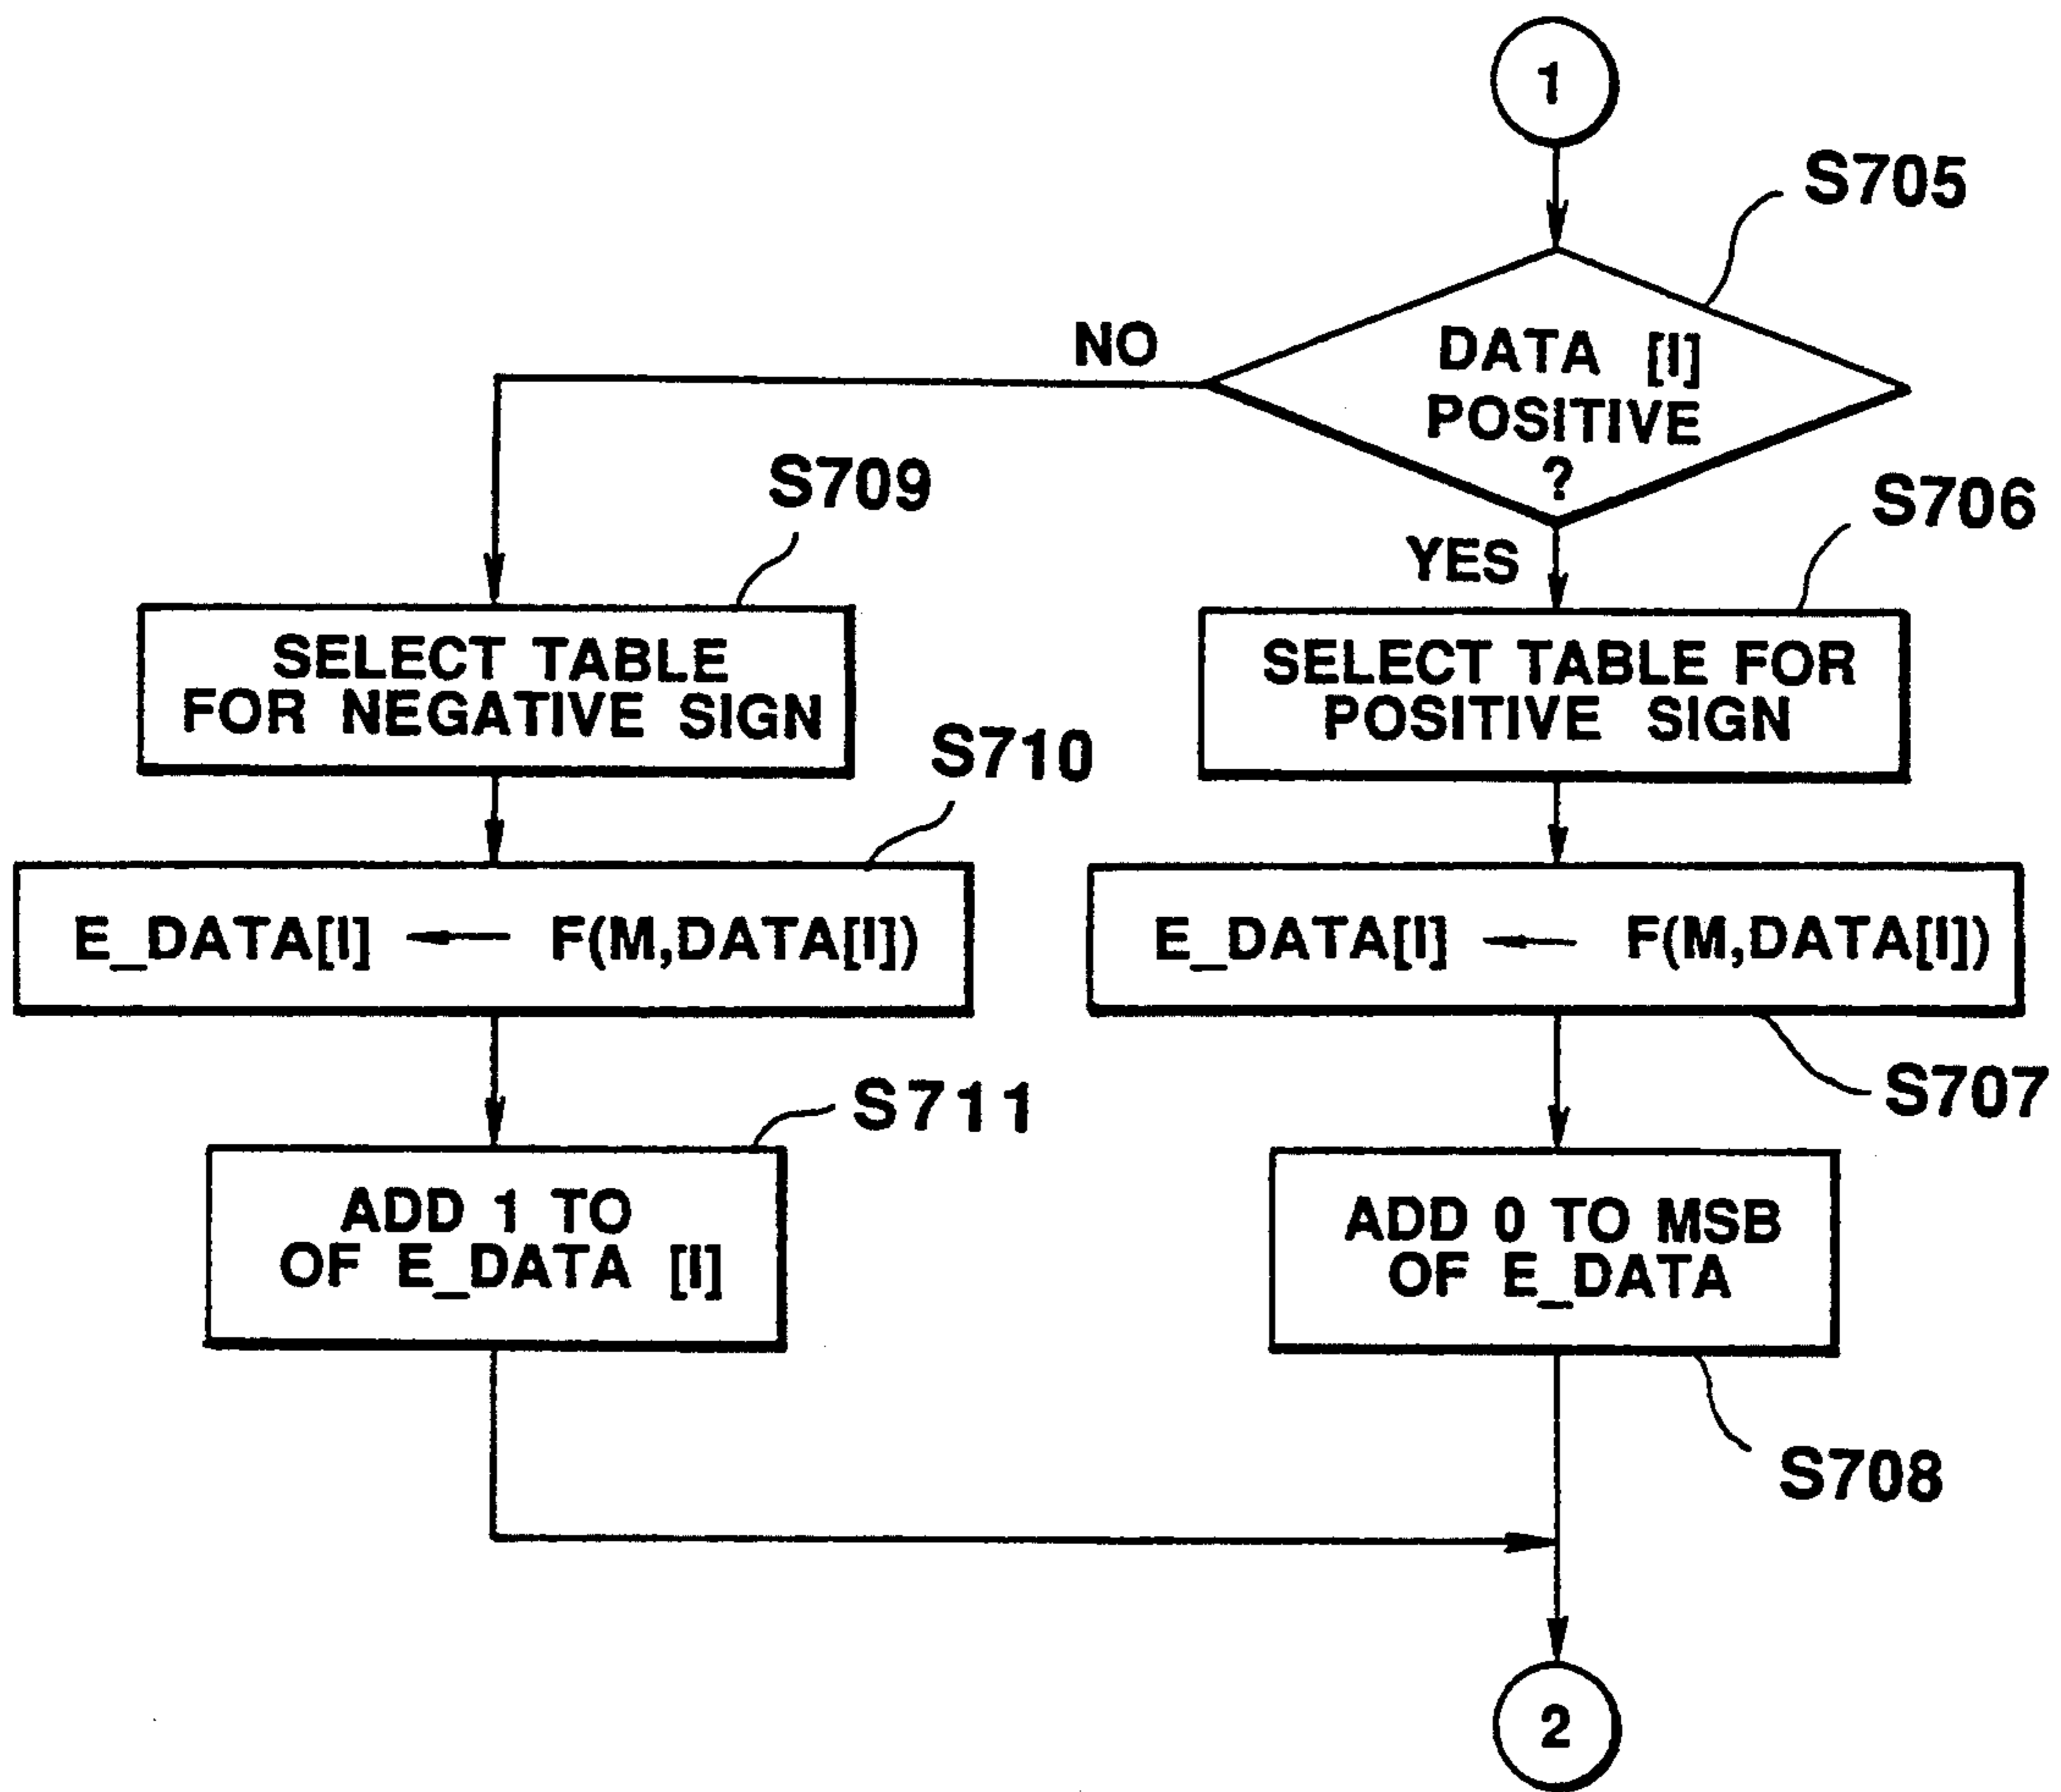 1
S705
DATA [I]
POSITIVE
?
NO
YES
S706
SELECT TABLE FOR
POSITIVE SIGN
E_DATA[I] ← F(M,DATA[I])
S707
ADD 0 TO MSB
OF E_DATA
S708
S709
SELECT TABLE
FOR NEGATIVE SIGN
S710
E_DATA[I] ← F(M,DATA[I])
S711
ADD 1 TO
OF E_DATA [I]
2